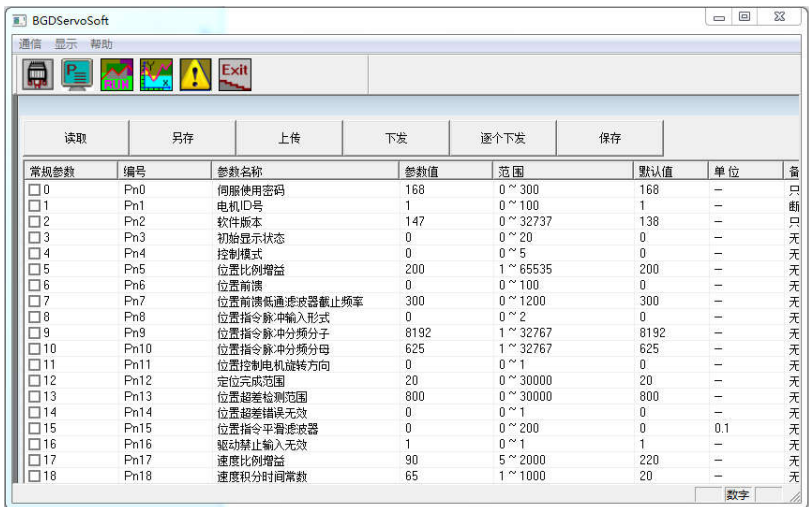 BGDServoSoft
通信 显示 帮助
P RUN Y X ! Exit
读取 另存 上传 下发 逐个下发 保存
常规参数 编号 参数名称 参数值 范围 默认值 单位 备
0 Pn0 伺服使用密码 168 0 ~ 300 168 — 只
1 Pn1 电机ID号 1 0 ~ 100 1 — 断
2 Pn2 软件版本 147 0 ~ 32737 138 — 只
3 Pn3 初始显示状态 0 0 ~ 20 0 — 无
4 Pn4 控制模式 0 0 ~ 5 0 — 无
5 Pn5 位置比例增益 200 1 ~ 65535 200 — 无
6 Pn6 位置前馈 0 0 ~ 100 0 — 无
7 Pn7 位置前馈低通滤波器截止频率 300 0 ~ 1200 300 — 无
8 Pn8 位置指令脉冲输入形式 0 0 ~ 2 0 — 无
9 Pn9 位置指令脉冲分频分子 8192 1 ~ 32767 8192 — 无
10 Pn10 位置指令脉冲分频分母 625 1 ~ 32767 625 — 无
11 Pn11 位置控制电机旋转方向 0 0 ~ 1 0 — 无
12 Pn12 定位完成范围 20 0 ~ 30000 20 — 无
13 Pn13 位置超差检测范围 800 0 ~ 30000 800 — 无
14 Pn14 位置超差错误无效 0 0 ~ 1 0 — 无
15 Pn15 位置指令平滑滤波器 0 0 ~ 200 0 0.1 无
16 Pn16 驱动禁止输入无效 1 0 ~ 1 1 — 无
17 Pn17 速度比例增益 90 5 ~ 2000 220 — 无
18 Pn18 速度积分时间常数 65 1 ~ 1000 20 — 无
数字